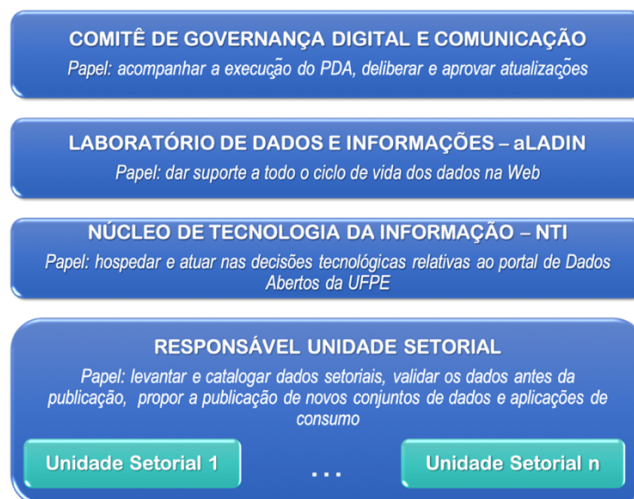 COMITÊ DE GOVERNANÇA DIGITAL E COMUNICAÇÃO
Papel: acompanhar a execução do PDA, deliberar e aprovar atualizações
LABORATÓRIO DE DADOS E INFORMAÇÕES – aLADIN
Papel: dar suporte a todo o ciclo de vida dos dados na Web
NÚCLEO DE TECNOLOGIA DA INFORMAÇÃO – NTI
Papel: hospedar e atuar nas decisões tecnológicas relativas ao portal de Dados
Abertos da UFPE
RESPONSÁVEL UNIDADE SETORIAL
Papel: levantar e catalogar dados setoriais, validar os dados antes da
publicação, propor a publicação de novos conjuntos de dados e aplicações de
consumo
Unidade Setorial 1 ... Unidade Setorial n